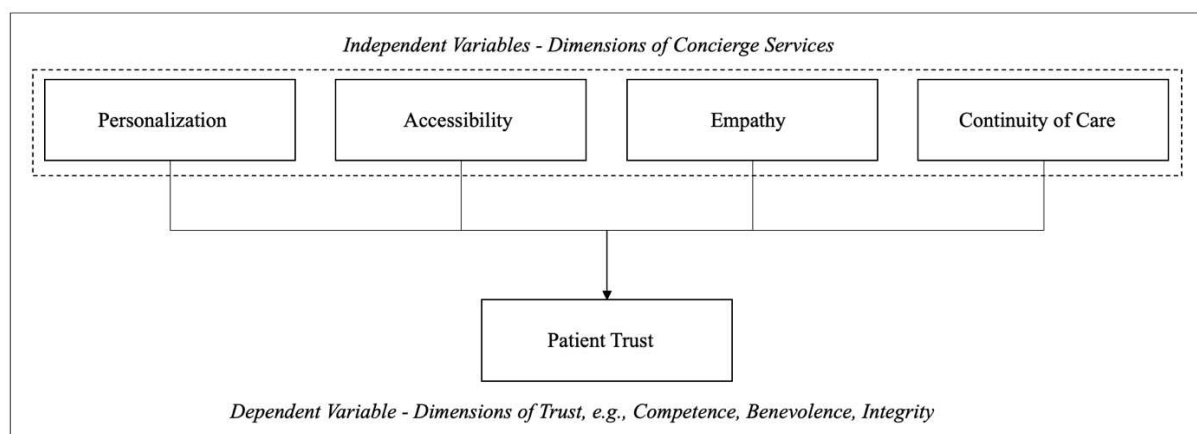 Independent Variables - Dimensions of Concierge Services
Personalization
Accessibility
Empathy
Continuity of Care
Patient Trust
Dependent Variable - Dimensions of Trust, e.g., Competence, Benevolence, Integrity